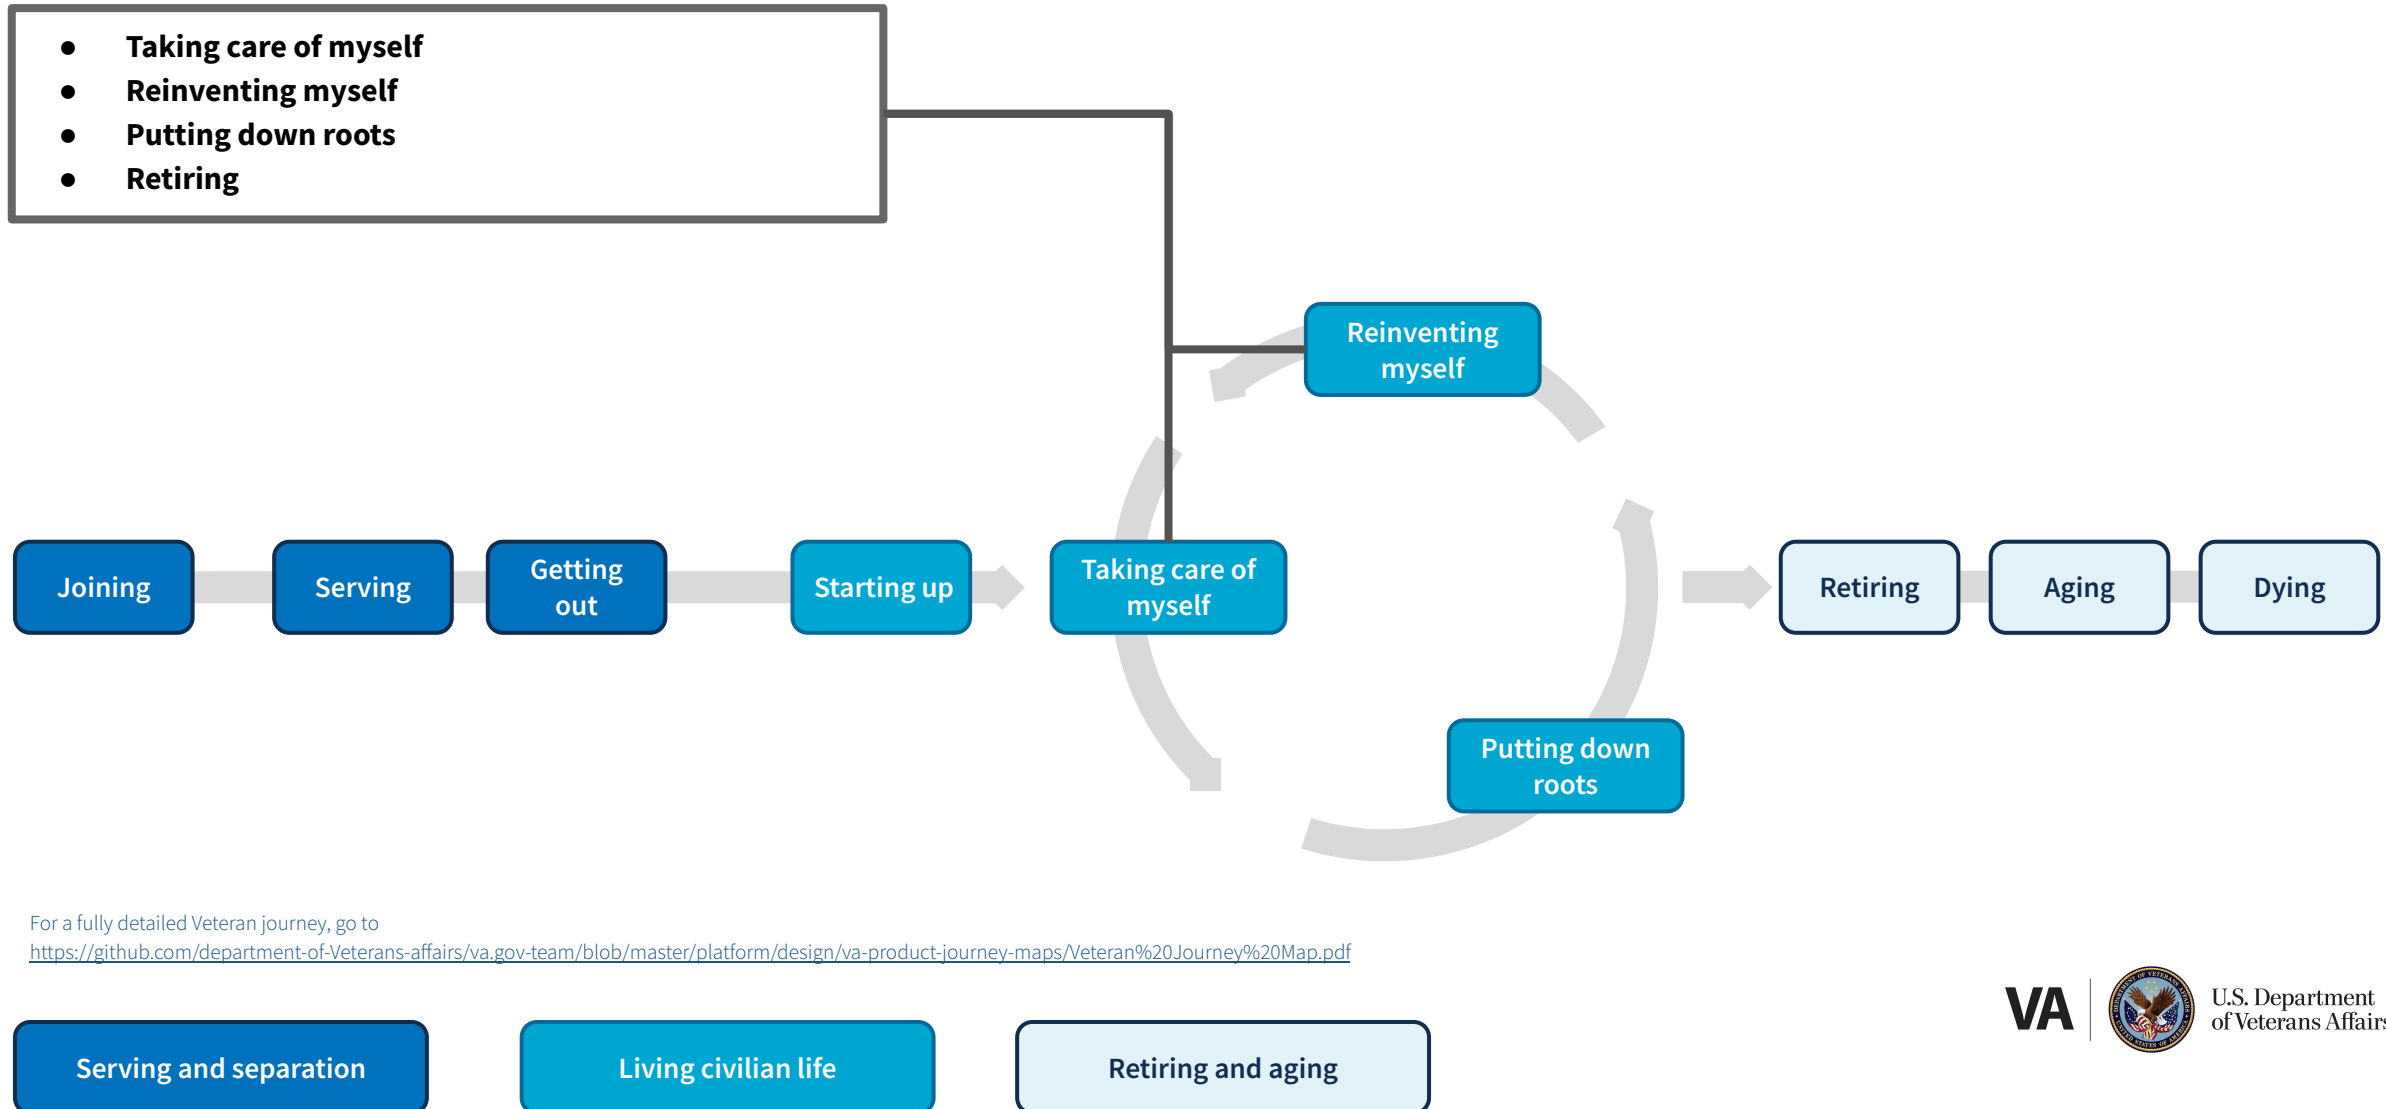 ● Taking care of myself
● Reinventing myself
● Putting down roots
● Retiring
Reinventing
myself
Joining
Serving
Getting
out
Starting up
Taking care of
myself
Retiring
Aging
Dying
Putting down
roots
For a fully detailed Veteran journey, go to
https://github.com/department-of-Veterans-affairs/va.gov-team/blob/master/platform/design/va-product-journey-maps/Veteran%20Journey%20Map.pdf
VA
U.S. Department
of Veterans Affairs
Serving and separation
Living civilian life
Retiring and aging